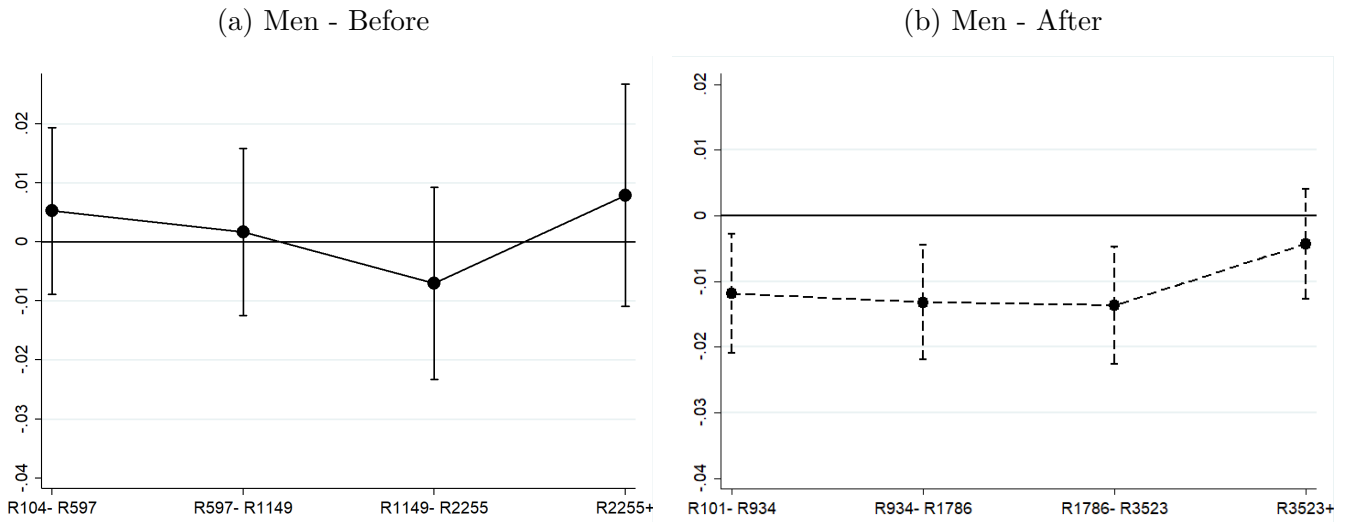 (a) Men - Before
.02
.01
0
-.01
-.02
-.03
-.04
R104- R597
R597- R1149
R1149- R2255
R2255+
(b) Men - After
.02
.01
0
-.01
-.02
-.03
-.04
R101- R934
R934- R1786
R1786- R3523
R3523+